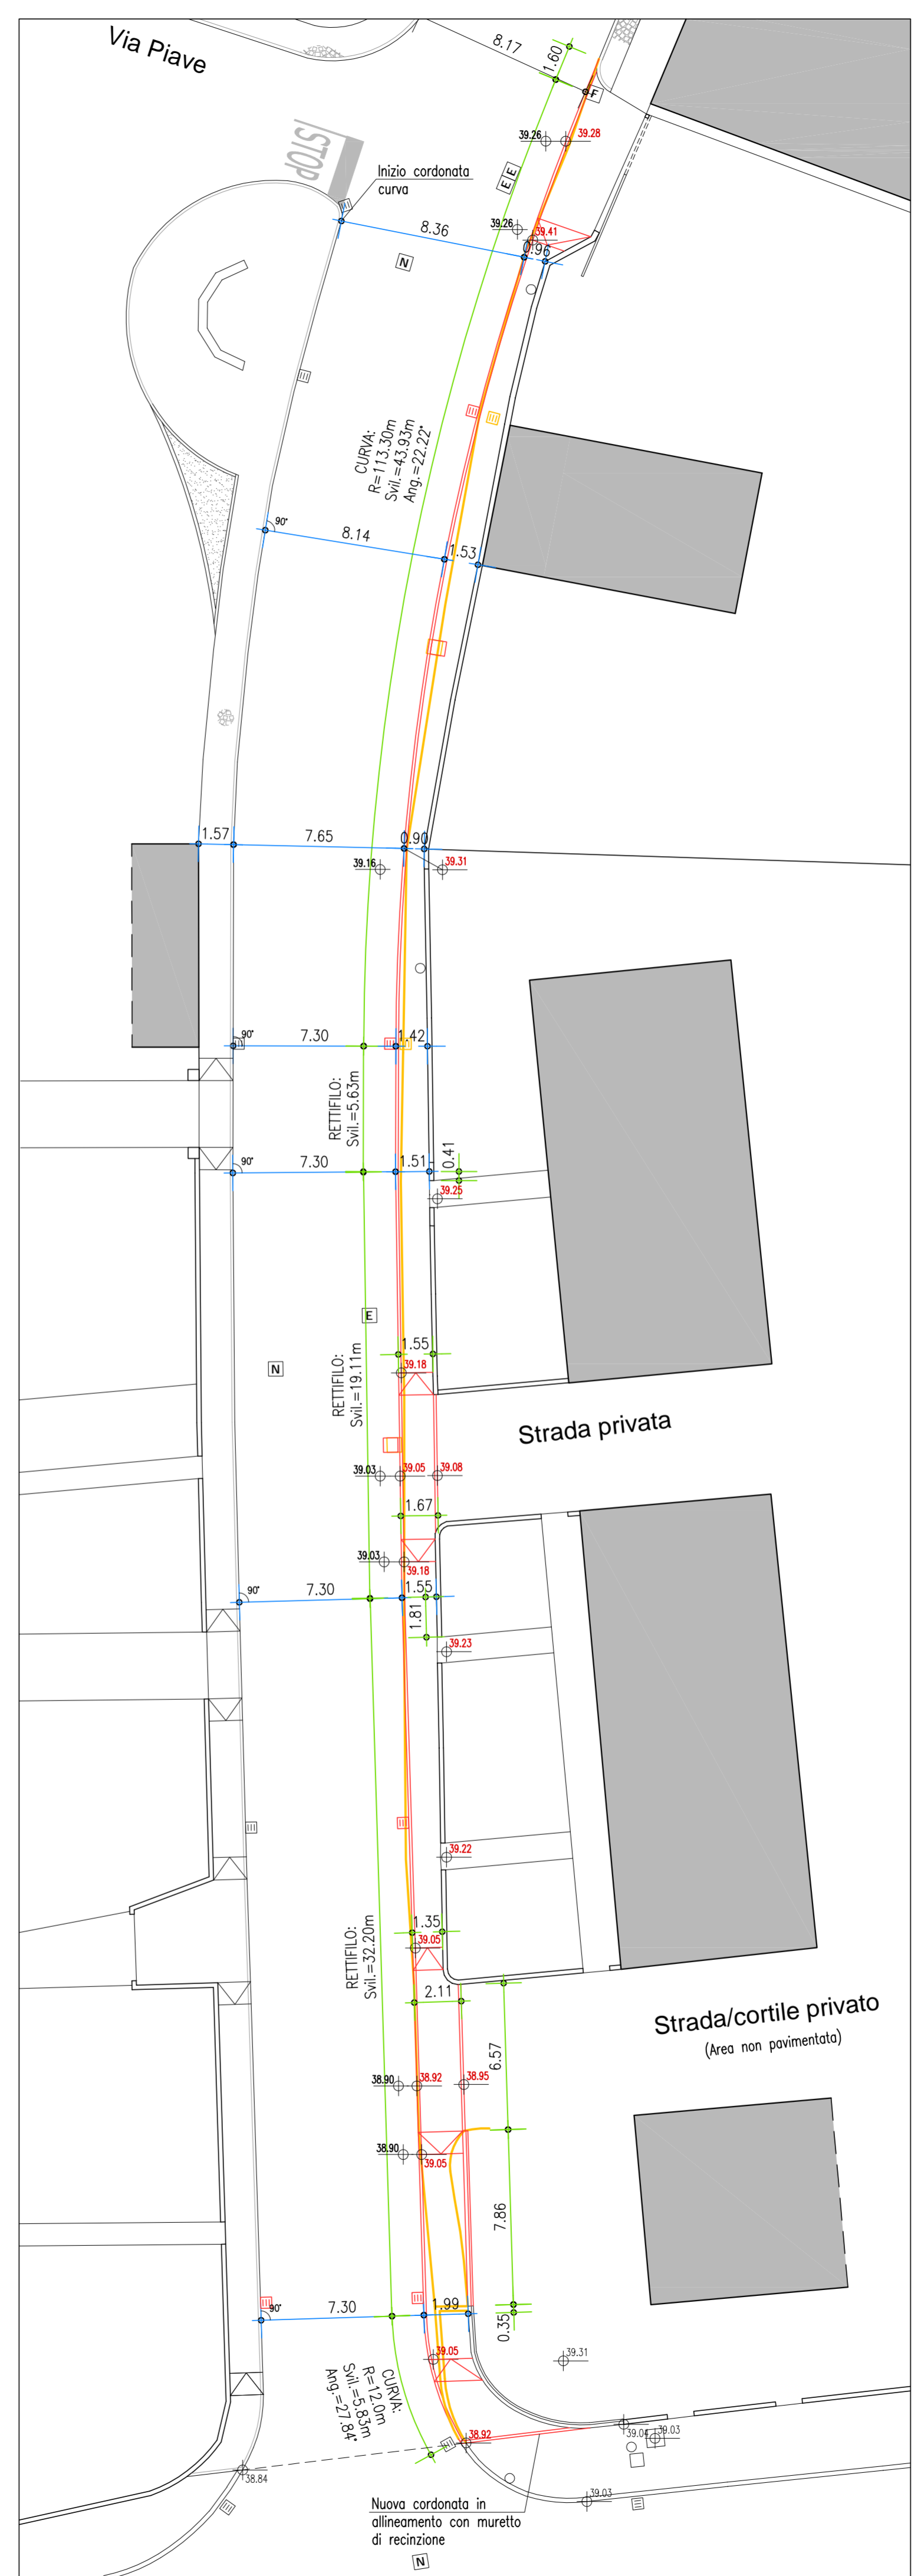 Via Piave
8.17
1.60
F
39.26
39.28
STOP
E E
Inizio cordonata
curva
39.26
39.41
8.36
0.96
N
CURVA:
R=113.30m
Svil.=43.93m
Ang.=22.22°
90°
8.14
1.53
1.57
7.65
0.90
39.16
39.31
90°
7.30
1.42
RETTIFILO:
Svil.=5.63m
90°
7.30
1.51
0.41
39.25
E
N
RETTIFILO:
Svil.=19.11m
1.55
39.18
Strada privata
39.03
39.05
39.08
1.67
39.03
39.18
90°
7.30
1.55
1.81
39.23
39.22
RETTIFILO:
Svil.=32.20m
1.35
39.05
2.11
6.57
Strada/cortile privato
(Area non pavimentata)
38.90
38.92
38.95
38.90
39.05
7.86
90°
7.30
1.99
0.35
39.05
39.31
CURVA:
R=12.0m
Svil.=5.83m
Ang.=27.84°
38.92
39.04
39.03
38.84
39.03
Nuova cordonata in
allineamento con muretto
di recinzione
N